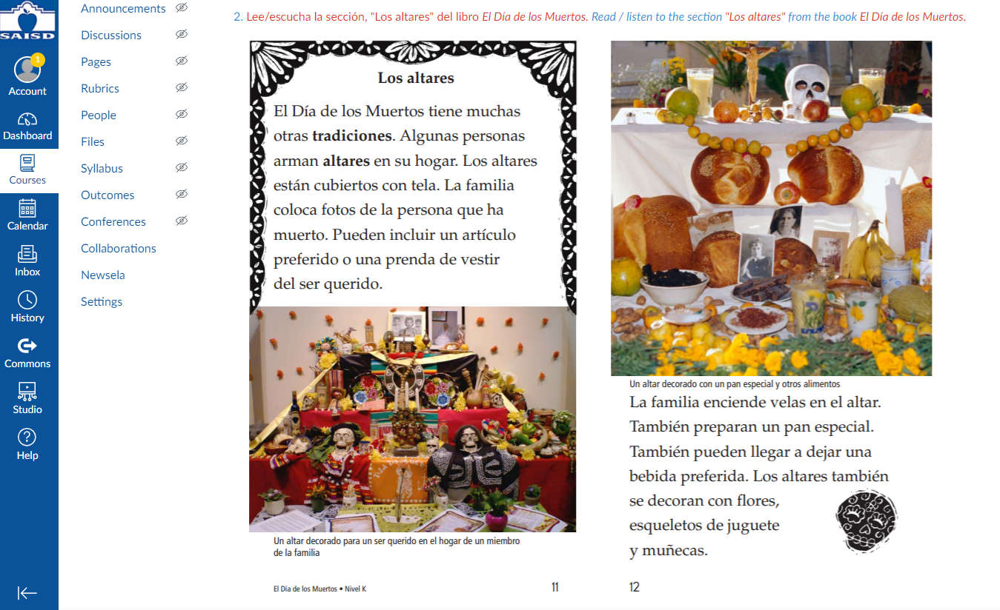 SAISD
1
Account
Dashboard
Courses
Calendar
Inbox
History
Commons
Studio
Help
Announcements
Discussions
Pages
Rubrics
People
Files
Syllabus
Outcomes
Conferences
Collaborations
Newsela
Settings
2. Lee/escucha la sección, "Los altares" del libro El Día de los Muertos. Read / listen to the section "Los altares" from the book El Día de los Muertos.
Los altares
El Día de los Muertos tiene muchas
otras tradiciones. Algunas personas
arman altares en su hogar. Los altares
están cubiertos con tela. La familia
coloca fotos de la persona que ha
muerto. Pueden incluir un artículo
preferido o una prenda de vestir
del ser querido.
Un altar decorado para un ser querido en el hogar de un miembro
de la familia
El Día de los Muertos • Nivel K
11
Un altar decorado con un pan especial y otros alimentos
La familia enciende velas en el altar.
También preparan un pan especial.
También pueden llegar a dejar una
bebida preferida. Los altares también
se decoran con flores,
esqueletos de juguete
y muñecas.
12